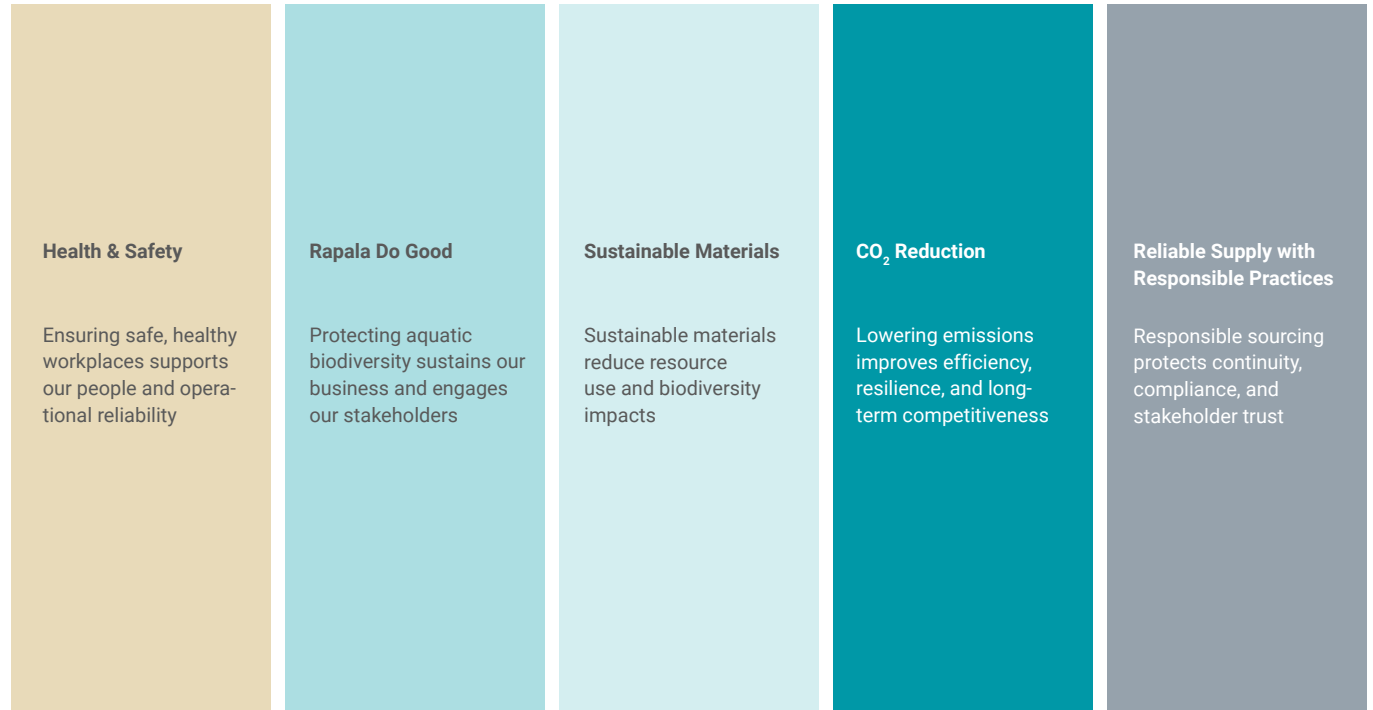 Health & Safety
Ensuring safe, healthy
workplaces supports
our people and opera-
tional reliability
Rapala Do Good
Protecting aquatic
biodiversity sustains our
business and engages
our stakeholders
Sustainable Materials
Sustainable materials
reduce resource
use and biodiversity
impacts
CO₂ Reduction
Lowering emissions
improves efficiency,
resilience, and long-
term competitiveness
Reliable Supply with
Responsible Practices
Responsible sourcing
protects continuity,
compliance, and
stakeholder trust